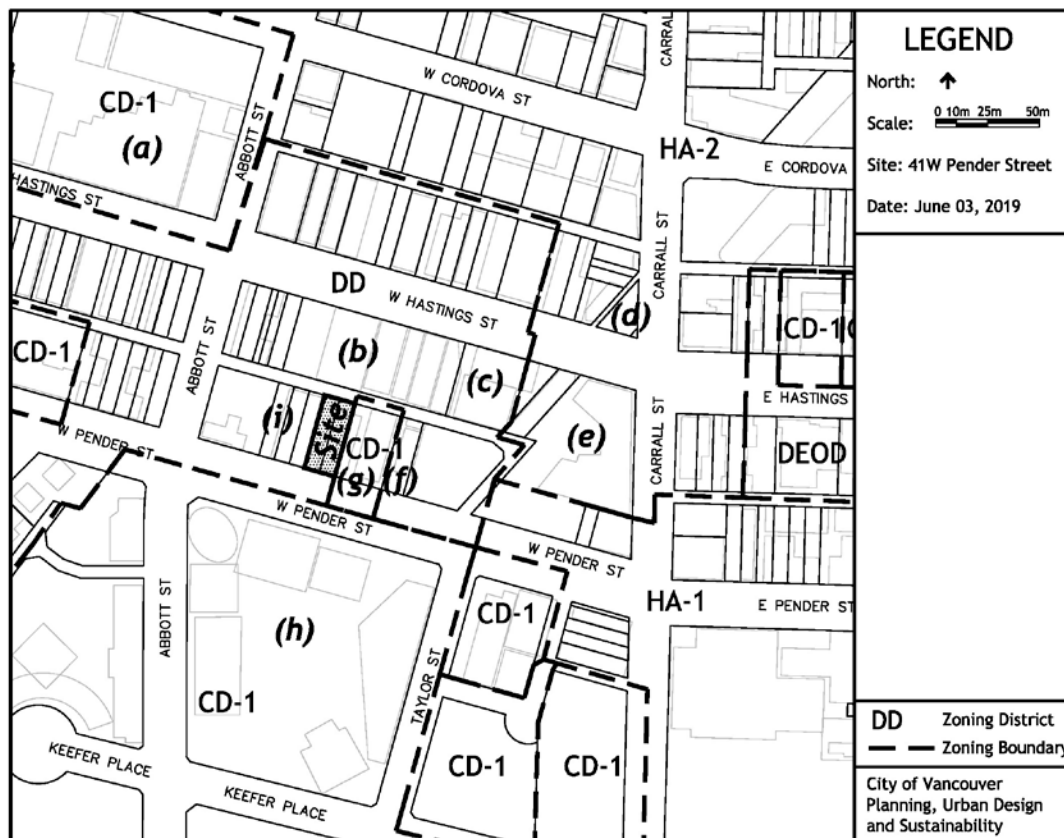 W CORDOVA ST
CARRALL
CD-1
(a)
ABBOTT ST
HA-2
E CORDOVA
HASTINGS ST
DD
W HASTINGS ST
CARRALL ST
(d)
CD-1
CD-1
(b)
(c)
ABBOTT ST
E HASTINGS
(i)
Site
CD-1
(g)
(f)
(e)
CARRALL ST
DEOD
W PENDER ST
W PENDER ST
W PENDER ST
ABBOTT ST
(h)
CD-1
HA-1
E PENDER ST
CD-1
TAYLOR ST
CD-1
CD-1
KEEFER PLACE
KEEFER PLACE
LEGEND
North:
Scale: 0 10m 25m 50m
Site: 41W Pender Street
Date: June 03, 2019
DD Zoning District
Zoning Boundary
City of Vancouver
Planning, Urban Design
and Sustainability